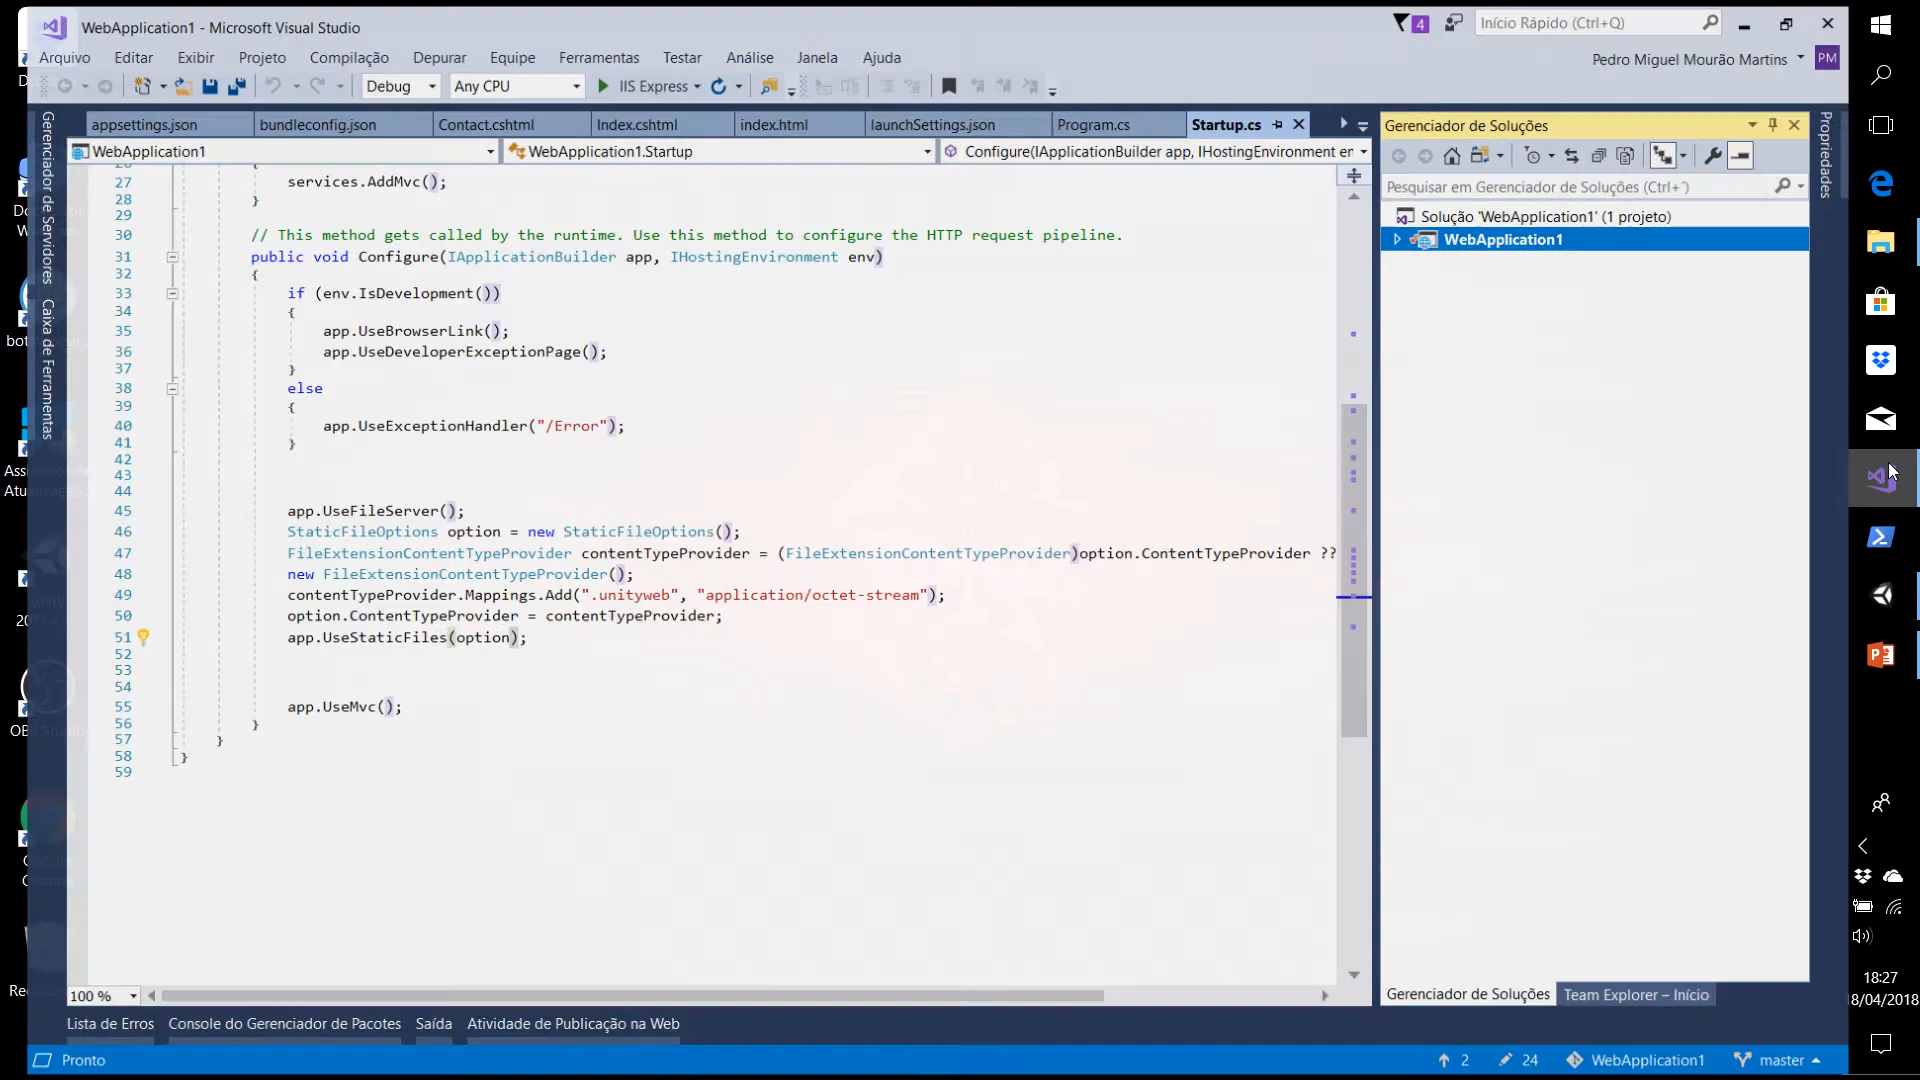 WebApplication1 - Microsoft Visual Studio
4
Início Rápido (Ctrl+Q)
Arquivo Editar Exibir Projeto Compilação Depurar Equipe Ferramentas Testar Análise Janela Ajuda
Pedro Miguel Mourão Martins PM
Debug Any CPU IIS Express
appsettings.json bundleconfig.json Contact.cshtml Index.cshtml index.html launchSettings.json Program.cs Startup.cs
WebApplication1 WebApplication1.Startup Configure(IApplicationBuilder app, IHostingEnvironment en
Gerenciador de Servidores
Caixa de Ferramentas
27 services.AddMvc();
28 }
29
30 // This method gets called by the runtime. Use this method to configure the HTTP request pipeline.
31 public void Configure(IApplicationBuilder app, IHostingEnvironment env)
32 {
33 if (env.IsDevelopment())
34 {
35 app.UseBrowserLink();
36 app.UseDeveloperExceptionPage();
37 }
38 else
39 {
40 app.UseExceptionHandler("/Error");
41 }
42
43
44
45 app.UseFileServer();
46 StaticFileOptions option = new StaticFileOptions();
47 FileExtensionContentTypeProvider contentTypeProvider = (FileExtensionContentTypeProvider)option.ContentTypeProvider ??
48 new FileExtensionContentTypeProvider();
49 contentTypeProvider.Mappings.Add(".unityweb", "application/octet-stream");
50 option.ContentTypeProvider = contentTypeProvider;
51 app.UseStaticFiles(option);
52
53
54
55 app.UseMvc();
56 }
57 }
58 }
59
100 %
Gerenciador de Soluções
Pesquisar em Gerenciador de Soluções (Ctrl+´)
Solução 'WebApplication1' (1 projeto)
WebApplication1
Propriedades
Gerenciador de Soluções Team Explorer – Início
Lista de Erros Console do Gerenciador de Pacotes Saída Atividade de Publicação na Web
Pronto
2 24 WebApplication1 master
18:27
8/04/2018